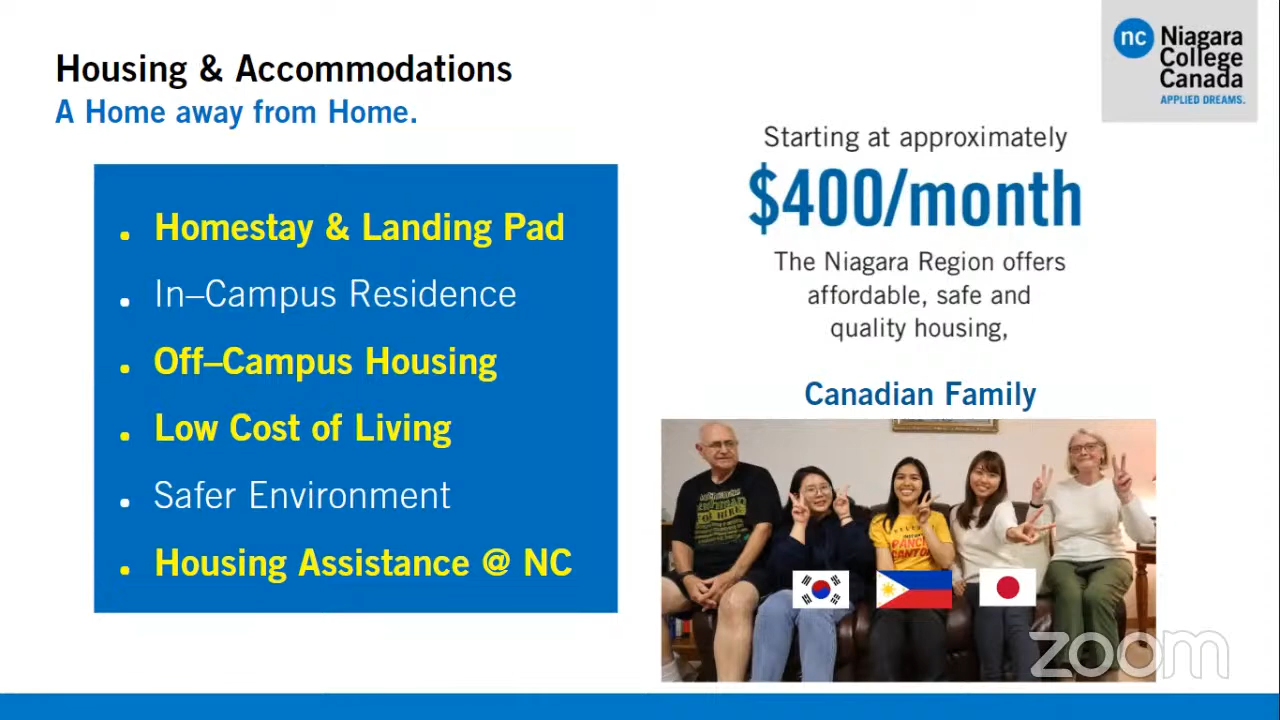 Housing & Accommodations
A Home away from Home.
nc Niagara
College
Canada
APPLIED DREAMS.
. Homestay & Landing Pad
. In–Campus Residence
. Off–Campus Housing
. Low Cost of Living
. Safer Environment
. Housing Assistance @ NC
Starting at approximately
$400/month
The Niagara Region offers
affordable, safe and
quality housing,
Canadian Family
PANCIT
CANTON
zoom